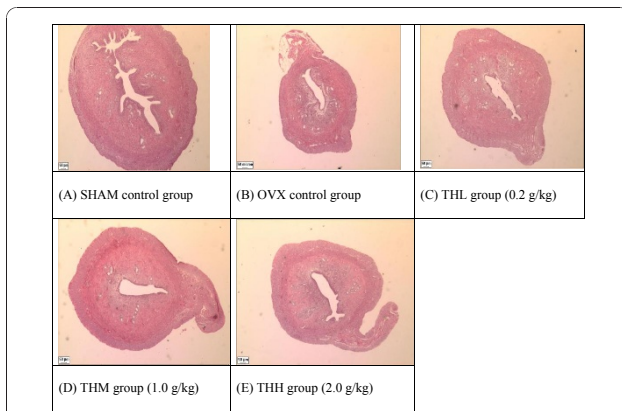 (A) SHAM control group
(B) OVX control group
(C) THL group (0.2 g/kg)
(D) THM group (1.0 g/kg)
(E) THH group (2.0 g/kg)